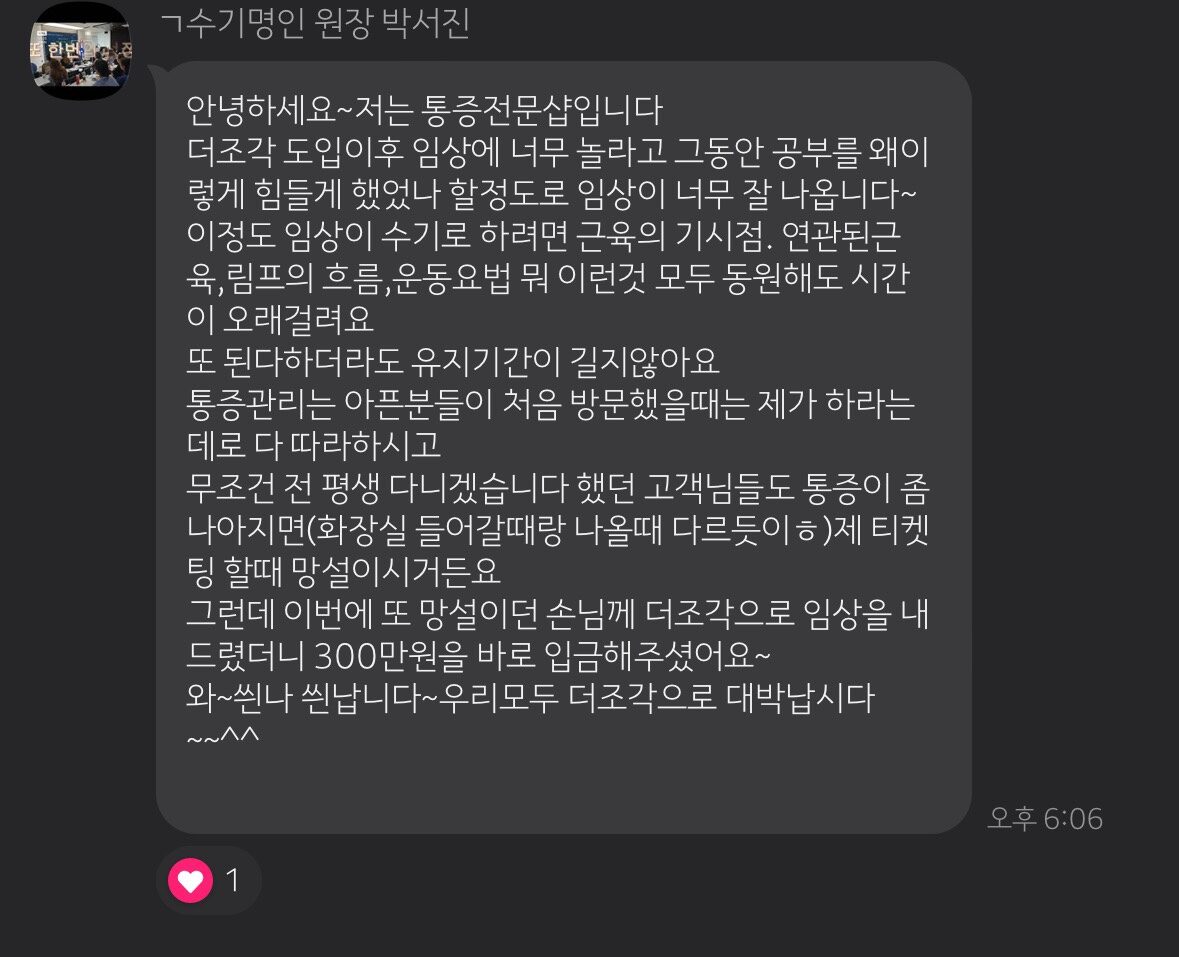 ㄱ수기명인 원장 박서진
또 한번의
안녕하세요~저는 통증전문샵입니다
더조각 도입이후 임상에 너무 놀라고 그동안 공부를 왜이
렇게 힘들게 했었나 할정도로 임상이 너무 잘 나옵니다~
이정도 임상이 수기로 하려면 근육의 기시점. 연관된근
육,림프의 흐름,운동요법 뭐 이런것 모두 동원해도 시간
이 오래걸려요
또 된다하더라도 유지기간이 길지않아요
통증관리는 아픈분들이 처음 방문했을때는 제가 하라는
데로 다 따라하시고
무조건 전 평생 다니겠습니다 했던 고객님들도 통증이 좀
나아지면(화장실 들어갈때랑 나올때 다르듯이ㅎ)제 티켓
팅 할때 망설이시거든요
그런데 이번에 또 망설이던 손님께 더조각으로 임상을 내
드렸더니 300만원을 바로 입금해주셨어요~
와~씐나 씐납니다~우리모두 더조각으로 대박납시다
~~^^
오후 6:06
1